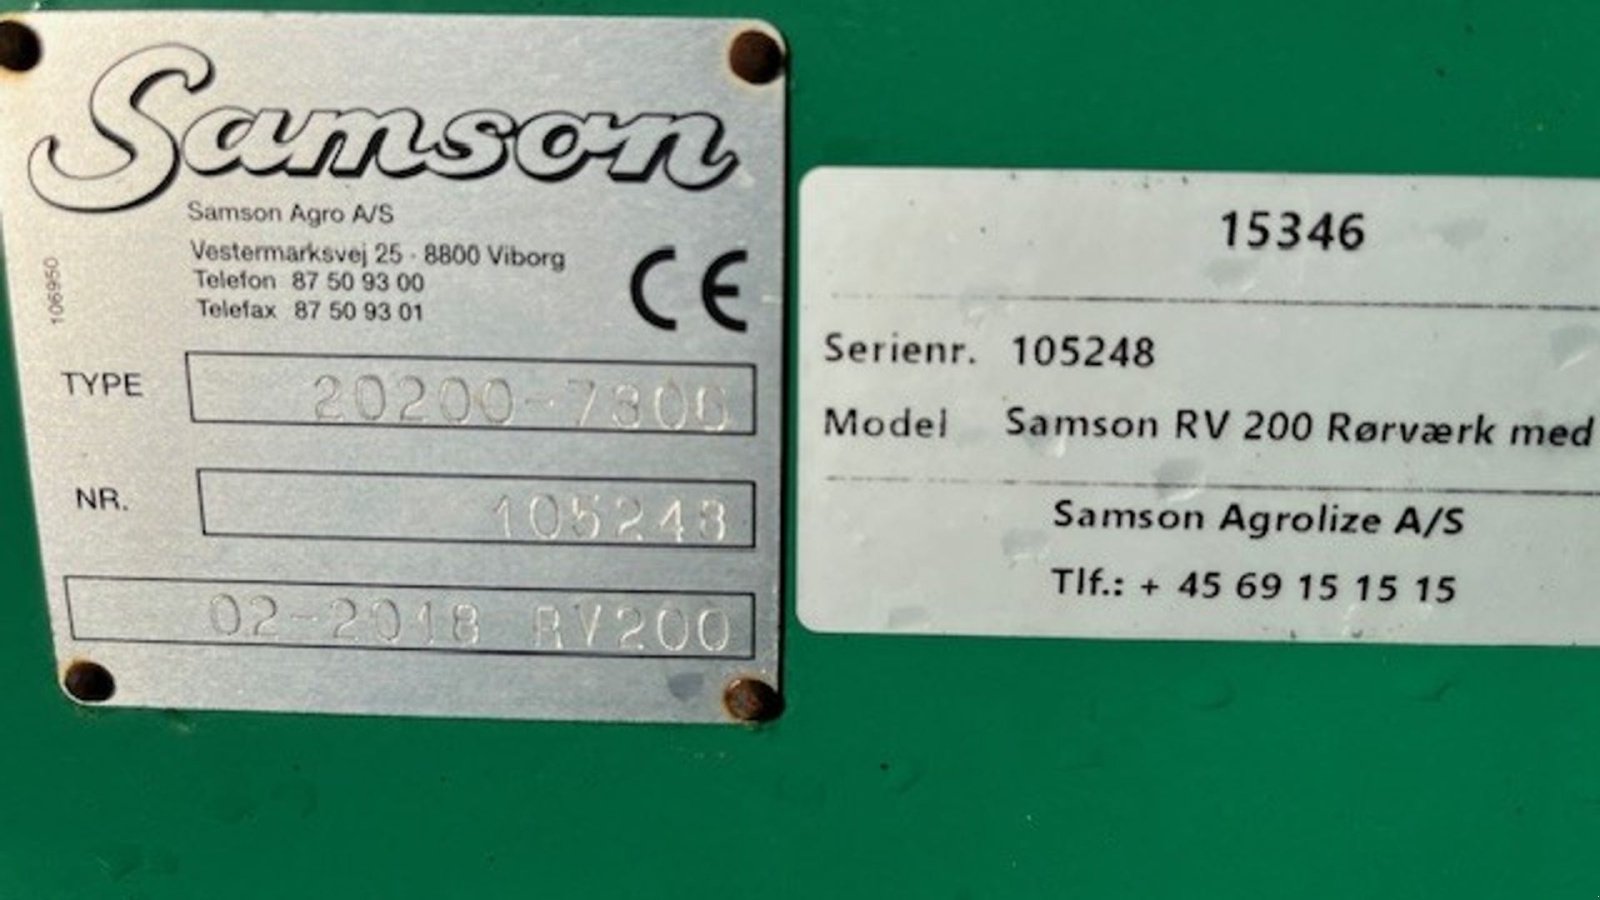 Samson
Samson Agro A/S
Vestermarksvej 25 - 8800 Viborg
Telefon 87 50 93 00
Telefax 87 50 93 01
CE
106950
TYPE
NR. 105248
02-2018 RV200
15346
Serienr. 105248
Model Samson RV 200 Rørværk med
Samson Agrolize A/S
Tlf.: + 45 69 15 15 15